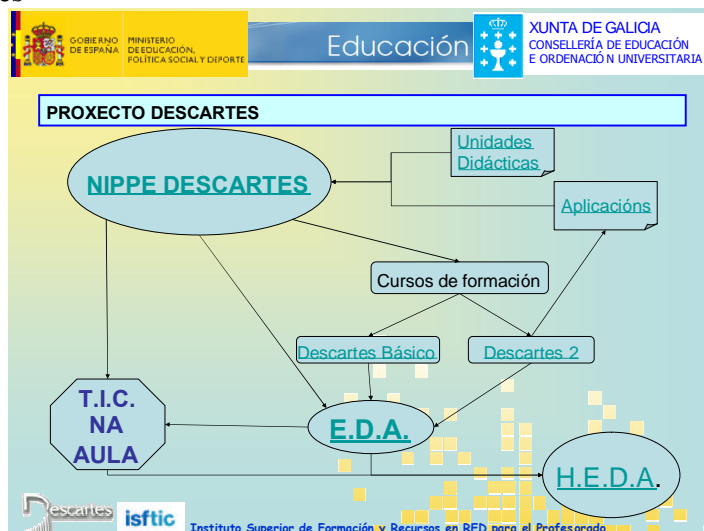 GOBIERNO
DE ESPAÑA
MINISTERIO
DE EDUCACIÓN,
POLÍTICA SOCIAL Y DEPORTE
Educación
XUNTA DE GALICIA
CONSELLERÍA DE EDUCACIÓN
E ORDENACIÓ N UNIVERSITARIA
PROXECTO DESCARTES
Unidades
Didácticas
NIPPE DESCARTES
Aplicacións
Cursos de formación
Descartes Básico
Descartes 2
T.I.C.
NA
AULA
E.D.A.
H.E.D.A.
Descartes
isftic
Instituto Superior de Formación y Recursos en RED para el Profesorado